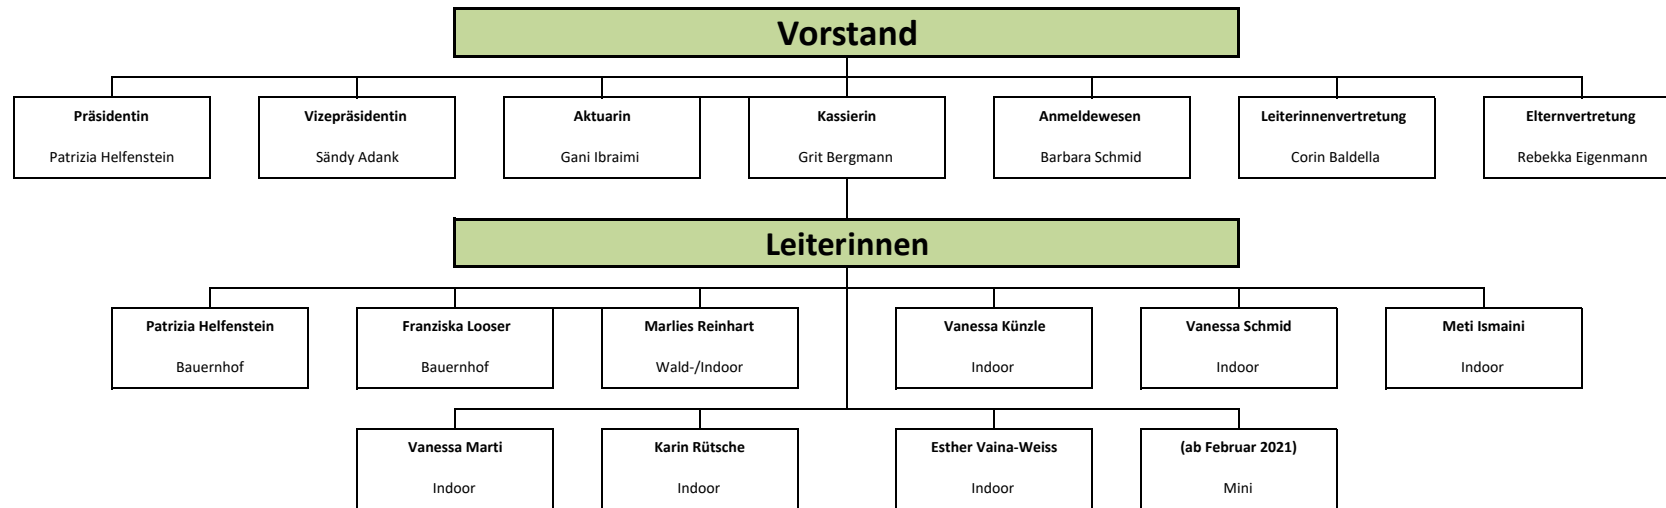 Vorstand
Präsidentin
Patrizia Helfenstein
Vizepräsidentin
Sändy Adank
Aktuarin
Gani Ibraimi
Kassierin
Grit Bergmann
Anmeldewesen
Barbara Schmid
Leiterinnenvertretung
Corin Baldella
Elternvertretung
Rebekka Eigenmann
Leiterinnen
Patrizia Helfenstein
Bauernhof
Franziska Looser
Bauernhof
Marlies Reinhart
Wald-/Indoor
Vanessa Künzle
Indoor
Vanessa Schmid
Indoor
Meti Ismaini
Indoor
Vanessa Marti
Indoor
Karin Rütsche
Indoor
Esther Vaina-Weiss
Indoor
(ab Februar 2021)
Mini